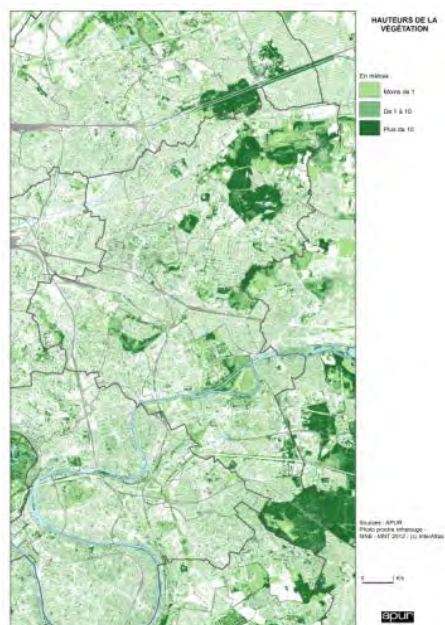 HAUTEURS DE LA
VÉGÉTATION
En mètres :
Moins de 1
De 1 à 10
Plus de 10
Sources : APUR
Photo proche infrarouge -
MNE - MNT 2012 - (c) InterAtlas
1 Km
apur